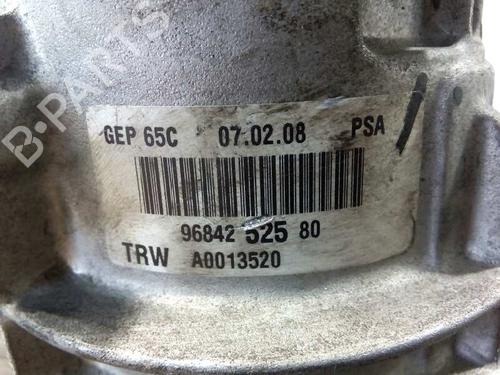 B-PARTS
GEP 65C 07.02.08 PSA
96842 525 80
TRW A0013520